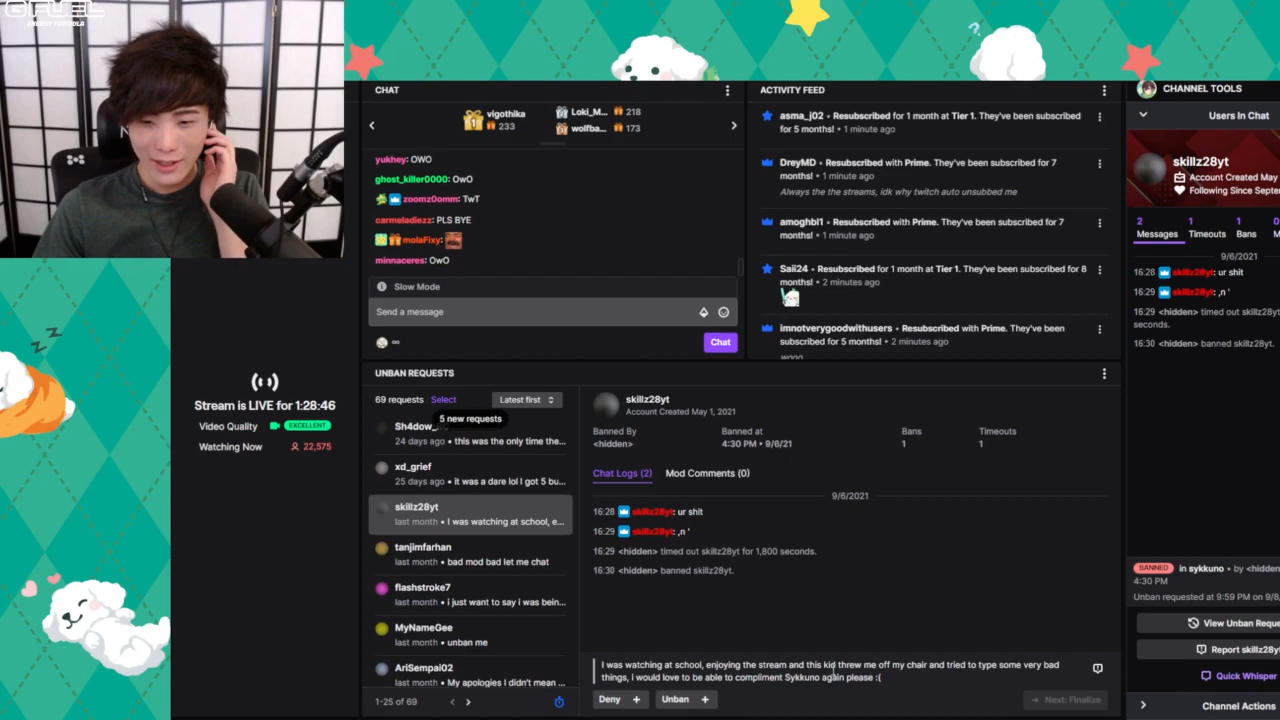 GFUEL
ENERGY FORMULA
CHAT
vigothika
233
Loki_M... 218
wolfba... 173
yukhey: OWO
ghost_killer0000: OwO
zoomz0omm: TwT
carmeladiezz: PLS BYE
molaFixy:
minnaceres: OwO
Slow Mode
Send a message
Chat
ACTIVITY FEED
asma_j02 • Resubscribed for 1 month at Tier 1. They've been subscribed
for 5 months! • 1 minute ago
DreyMD • Resubscribed with Prime. They've been subscribed for 7
months! • 1 minute ago
Always the the streams, idk why twitch auto unsubbed me
amoghbl1 • Resubscribed with Prime. They've been subscribed for 7
months! • 1 minute ago
Saii24 • Resubscribed for 1 month at Tier 1. They've been subscribed for 8
months! • 2 minutes ago
imnotverygoodwithusers • Resubscribed with Prime. They've been
subscribed for 5 months! • 2 minutes ago
CHANNEL TOOLS
Users In Chat
skillz28yt
Account Created May
Following Since Septe
2 1 1 0
Messages Timeouts Bans M
9/6/2021
16:28 skillz28yt: ur shit
16:29 skillz28yt: ,n '
16:29 <hidden> timed out skillz28yt for 1,800
seconds.
16:30 <hidden> banned skillz28yt.
BANNED in sykkuno • by <hidden
4:30 PM
Unban requested at 9:59 PM on 9/8/
View Unban Reque
Report skillz28yt
Quick Whisper
Channel Actions
Stream is LIVE for 1:28:46
Video Quality EXCELLENT
Watching Now 22,575
UNBAN REQUESTS
69 requests Select Latest first
5 new requests
Sh4dow_
24 days ago • this was the only time the...
xd_grief
25 days ago • it was a dare lol I got 5 bu...
skillz28yt
last month • I was watching at school, e...
tanjimfarhan
last month • bad mod bad let me chat
flashstroke7
last month • i just want to say i was bein...
MyNameGee
last month • unban me
AriSempai02
last month • My apologies I didn't mean ...
1-25 of 69
skillz28yt
Account Created May 1, 2021
Banned By Banned at Bans Timeouts
<hidden> 4:30 PM • 9/6/21 1 1
Chat Logs (2) Mod Comments (0)
9/6/2021
16:28 skillz28yt: ur shit
16:29 skillz28yt: ,n '
16:29 <hidden> timed out skillz28yt for 1,800 seconds.
16:30 <hidden> banned skillz28yt.
I was watching at school, enjoying the stream and this kid threw me off my chair and tried to type some very bad
things, i would love to be able to compliment Sykkuno again please :(
Deny + Unban + Next: Finalize